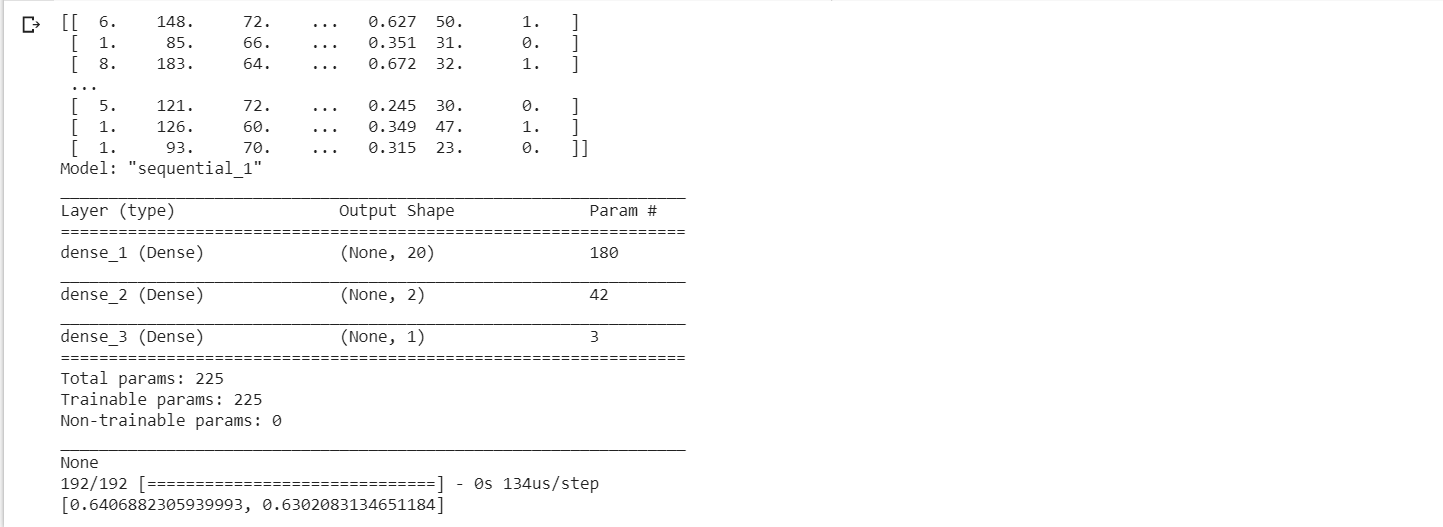 [[  6.    148.     72.    ...   0.627  50.      1.   ]
 [  1.     85.     66.    ...   0.351  31.      0.   ]
 [  8.    183.     64.    ...   0.672  32.      1.   ]
 ...
 [  5.    121.     72.    ...   0.245  30.      0.   ]
 [  1.    126.     60.    ...   0.349  47.      1.   ]
 [  1.     93.     70.    ...   0.315  23.      0.   ]]
Model: "sequential_1"
_________________________________________________________________
Layer (type)                 Output Shape              Param #
=================================================================
dense_1 (Dense)              (None, 20)                180
_________________________________________________________________
dense_2 (Dense)              (None, 2)                 42
_________________________________________________________________
dense_3 (Dense)              (None, 1)                 3
=================================================================
Total params: 225
Trainable params: 225
Non-trainable params: 0
_________________________________________________________________
None
192/192 [==============================] - 0s 134us/step
[0.6406882305939993, 0.6302083134651184]